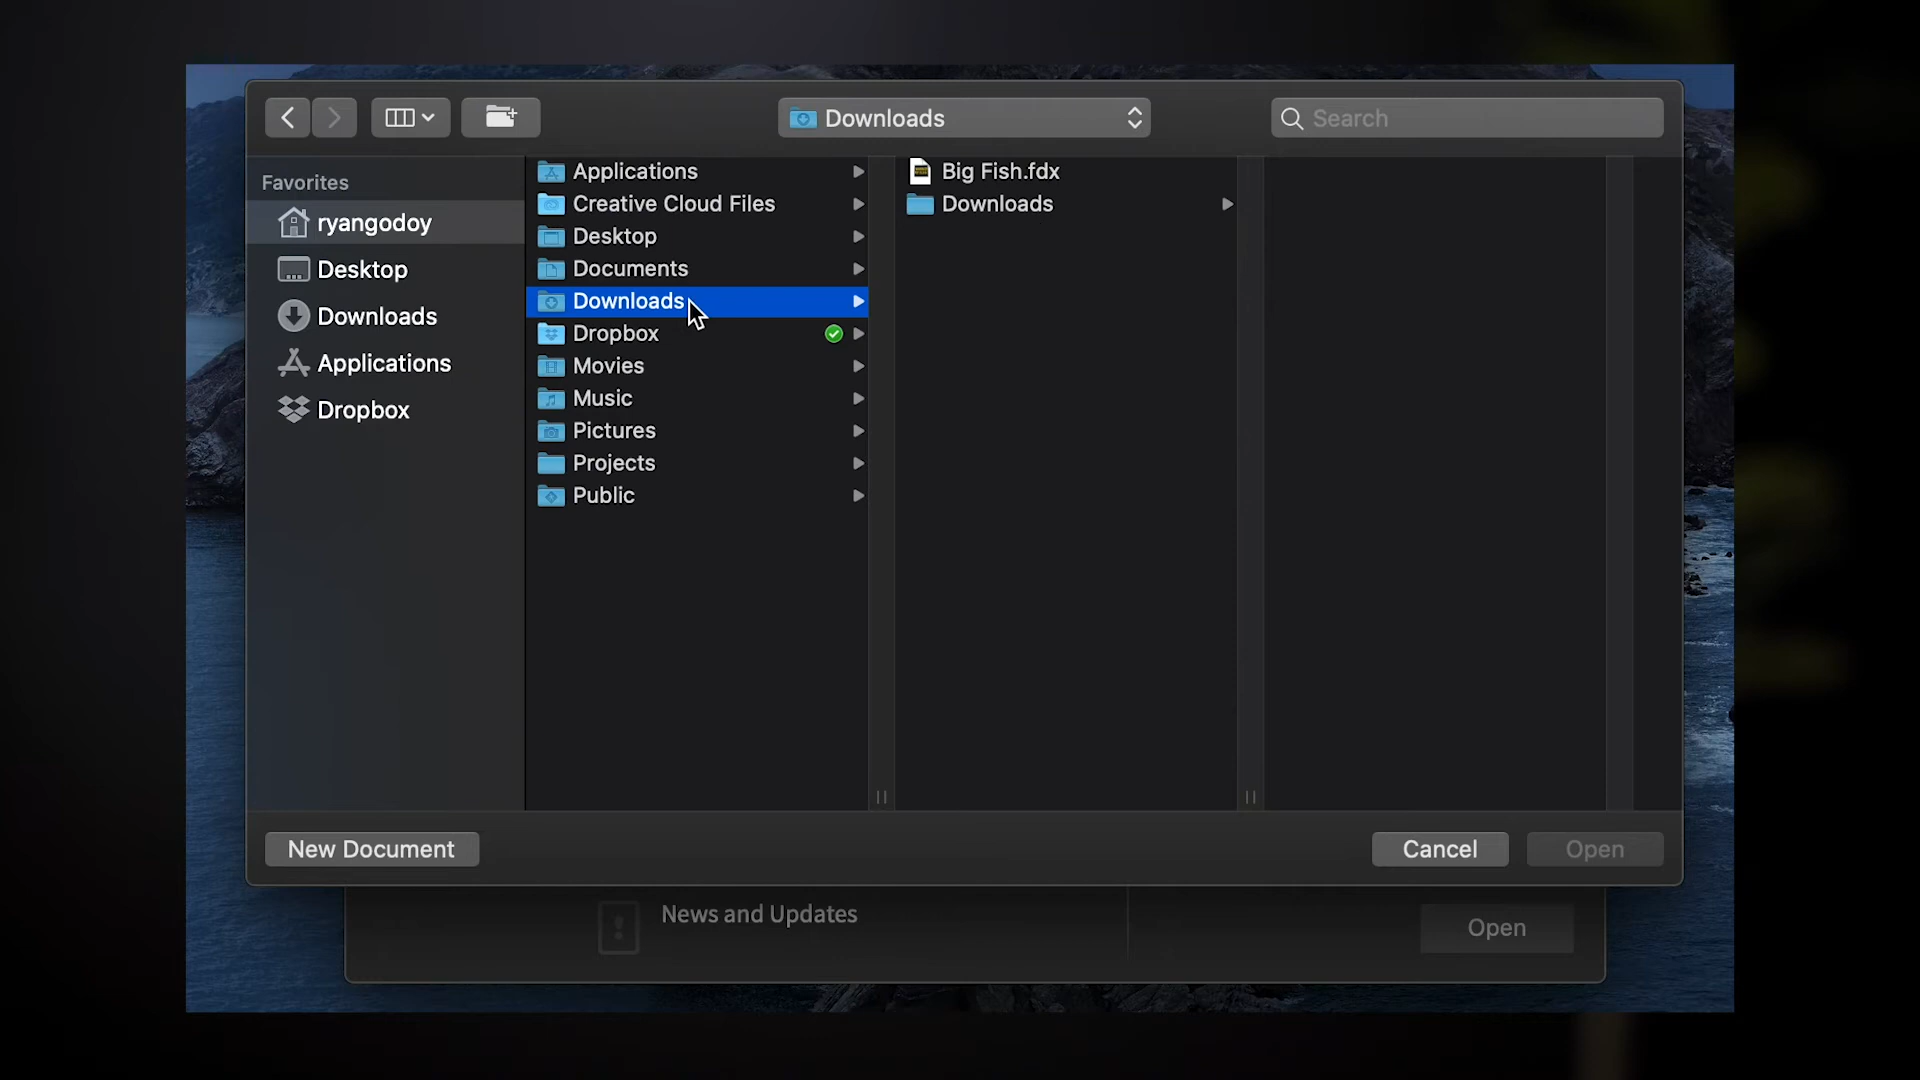 Downloads
Search
Favorites
ryangodoy
Desktop
Downloads
Applications
Dropbox
Applications
Creative Cloud Files
Desktop
Documents
Downloads
Dropbox
Movies
Music
Pictures
Projects
Public
Big Fish.fdx
Downloads
New Document
Cancel
Open
News and Updates
Open